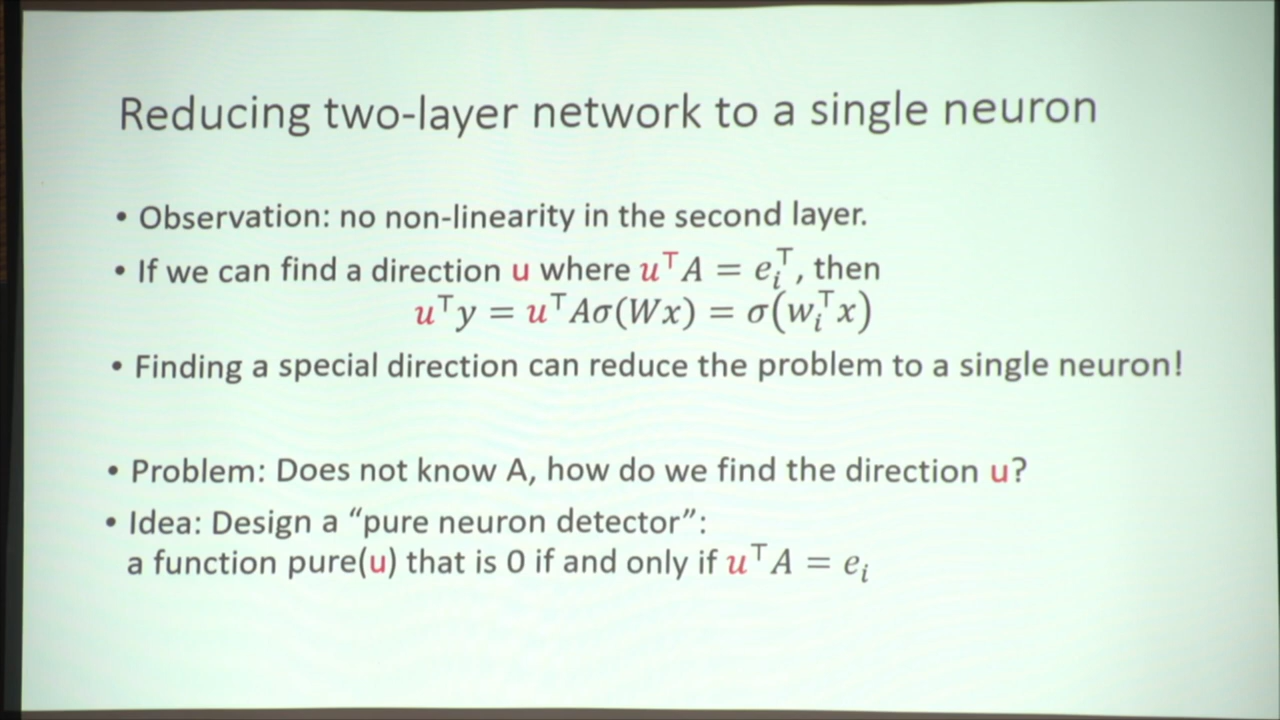 Reducing two-layer network to a single neuron
• Observation: no non-linearity in the second layer.
• If we can find a direction u where uᵀA = eᵢᵀ, then
uᵀy = uᵀAσ(Wx) = σ(wᵢᵀx)
• Finding a special direction can reduce the problem to a single neuron!
• Problem: Does not know A, how do we find the direction u?
• Idea: Design a “pure neuron detector”:
a function pure(u) that is 0 if and only if uᵀA = eᵢ